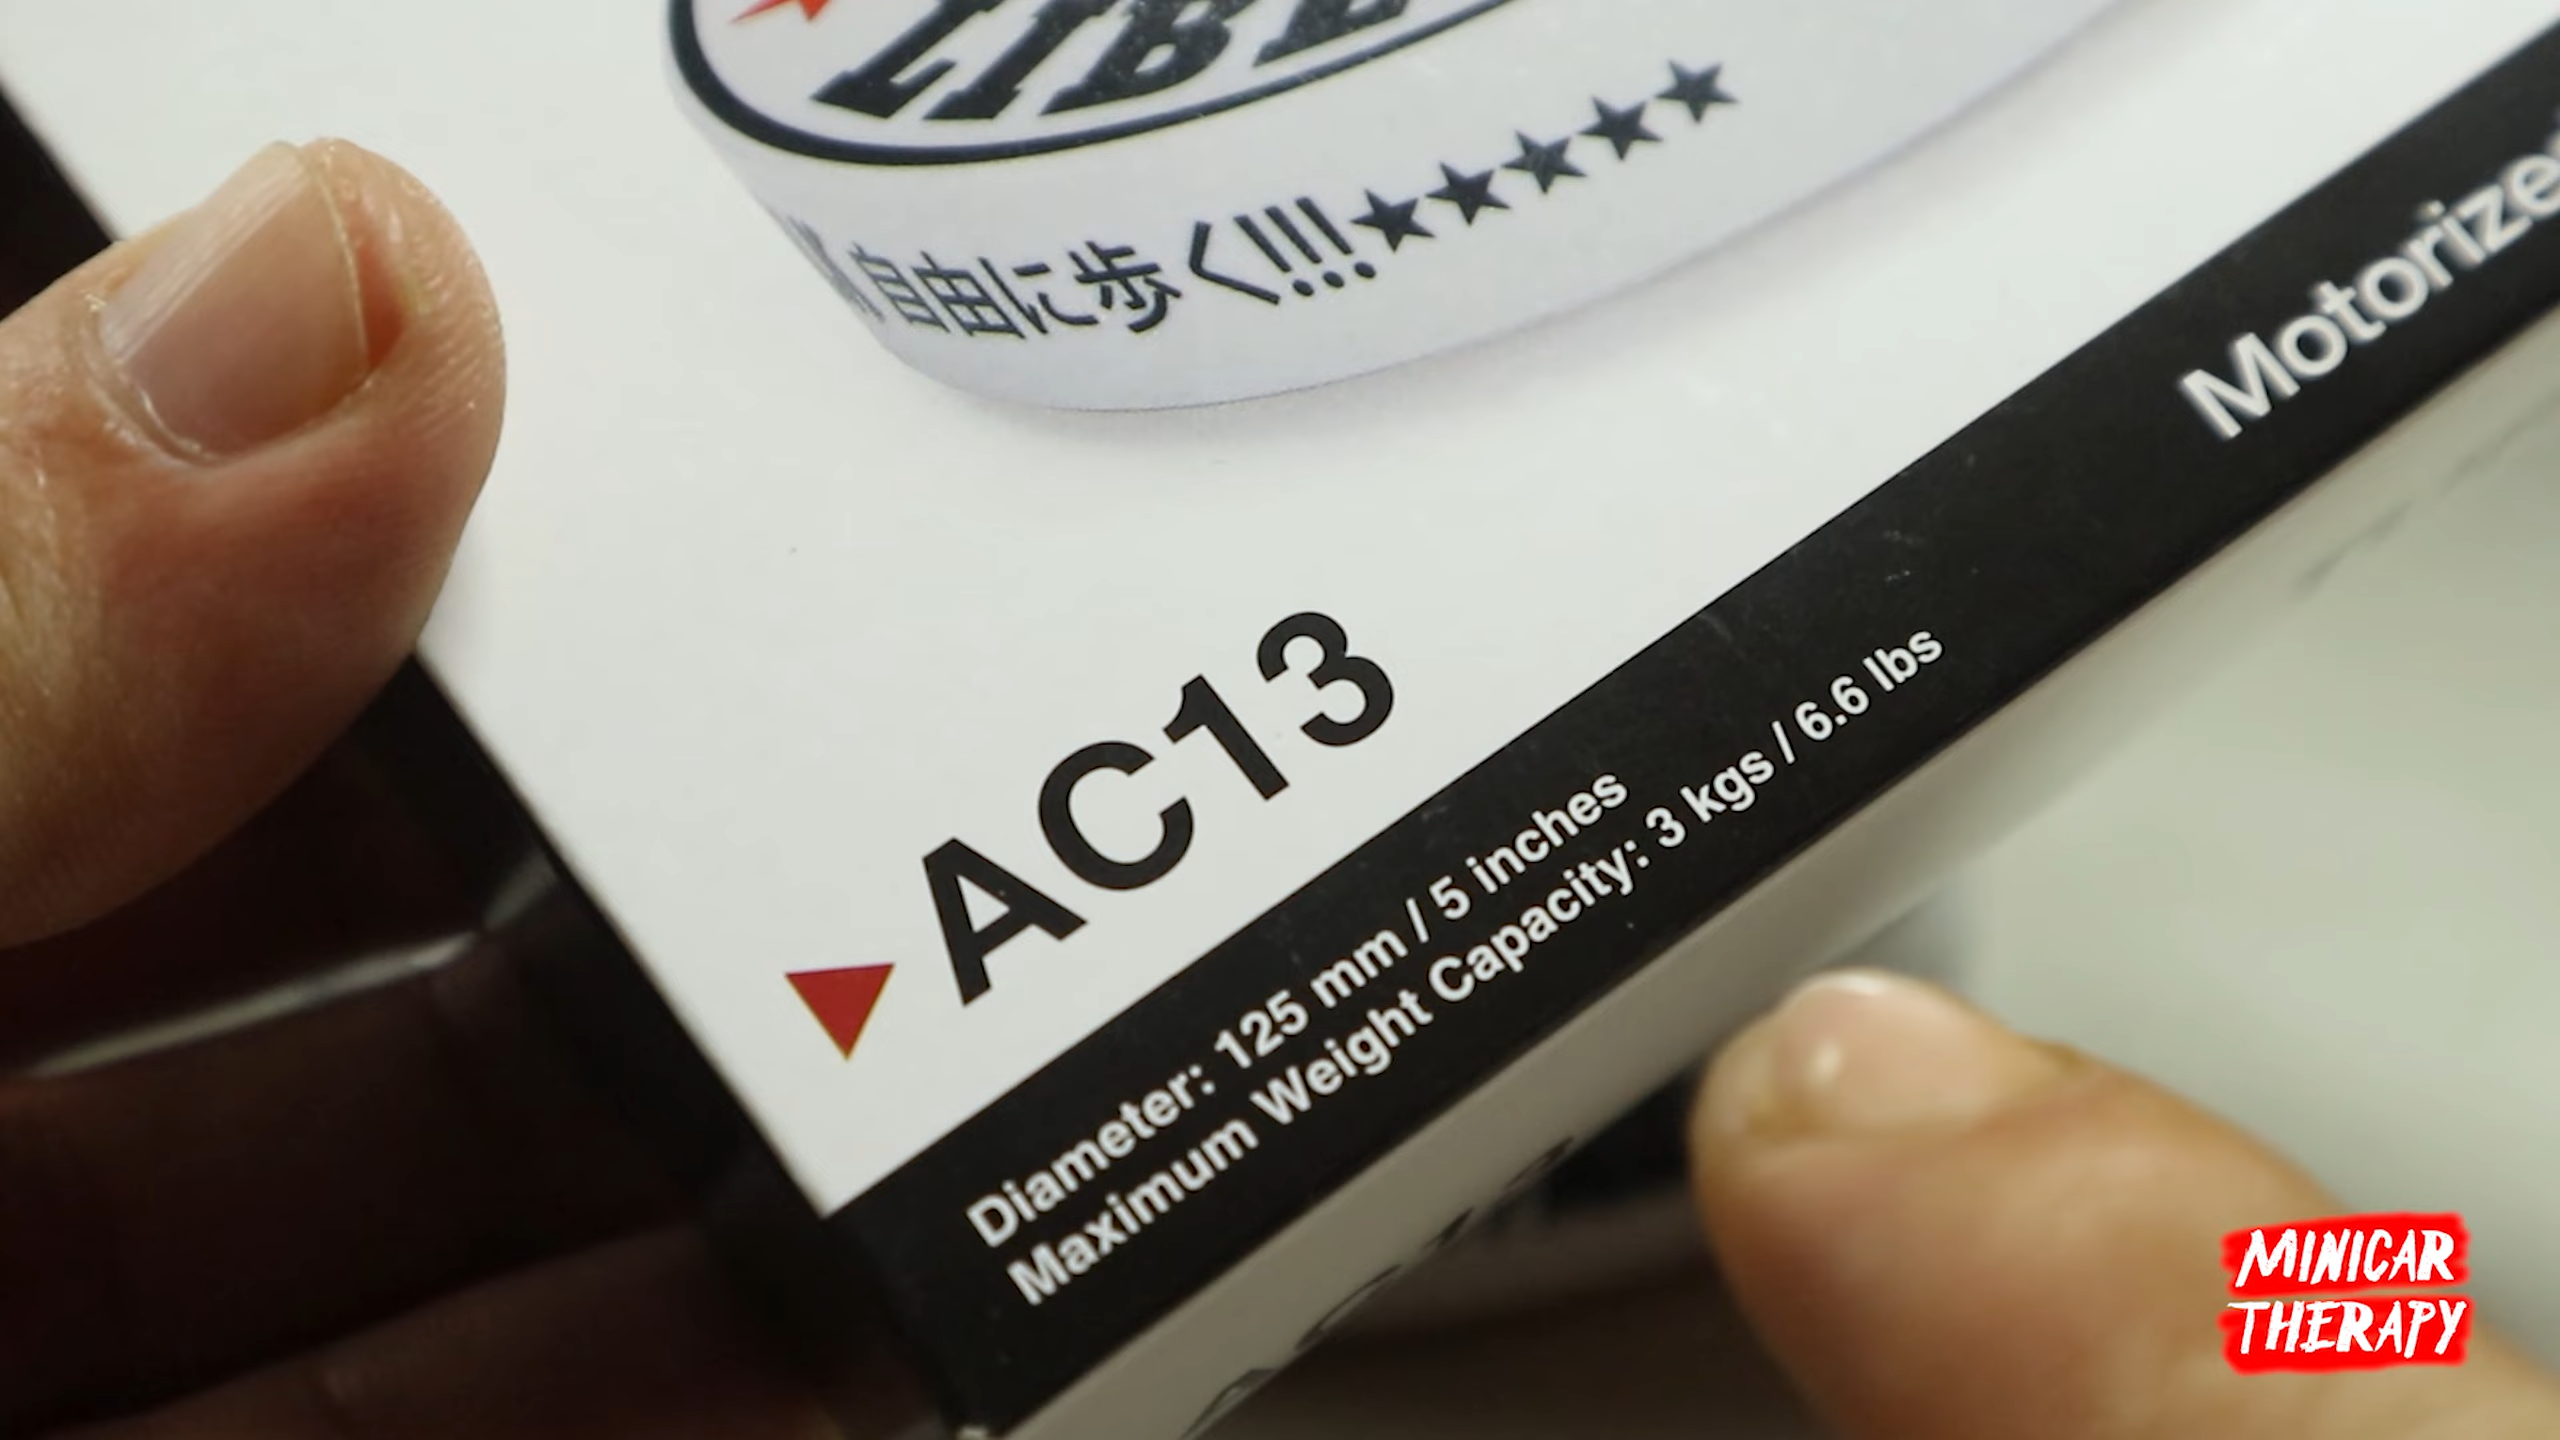 LIBE
自由に歩く!!!★★★★★
Motorize
AC13
Diameter: 125 mm / 5 inches
Maximum Weight Capacity: 3 kgs / 6.6 lbs
MINICAR
THERAPY